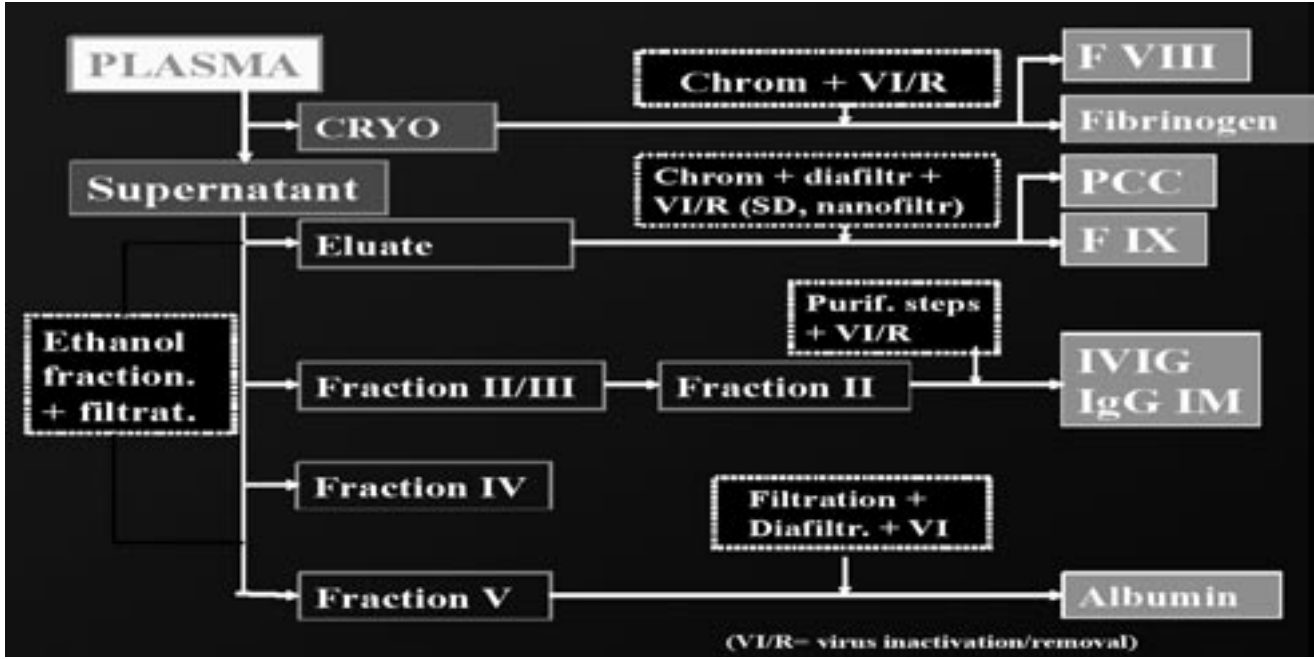 PLASMA
CRYO
Chrom + VI/R
F VIII
Fibrinogen
Supernatant
Chrom + diafiltr +
VI/R (SD, nanofiltr)
PCC
F IX
Eluate
Ethanol
fraction.
+ filtrat.
Purif. steps
+ VI/R
Fraction II/III
Fraction II
IVIG
IgG IM
Fraction IV
Filtration +
Diafiltr. + VI
Fraction V
Albumin
(VI/R= virus inactivation/removal)